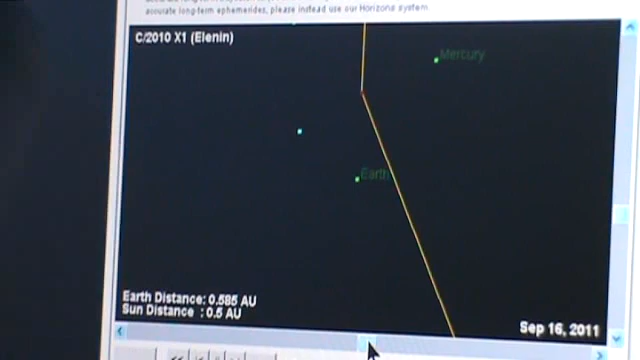 accurate long-term ephemerides, please instead use our Horizons system
C/2010 X1 (Elenin)
Mercury
Earth
Earth Distance: 0.585 AU
Sun Distance : 0.5 AU
Sep 16, 2011